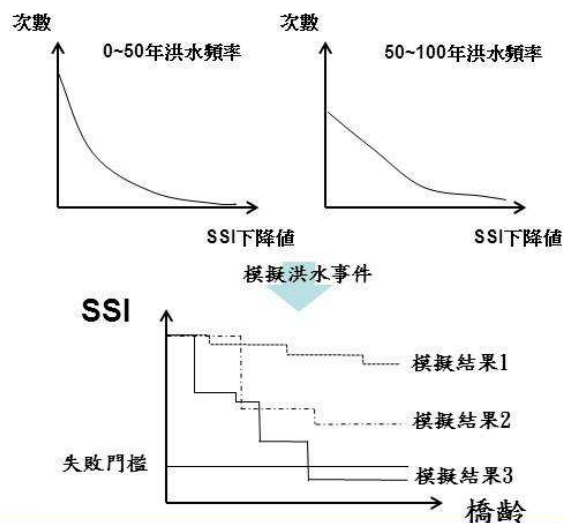 次數
0~50年洪水頻率
SSI下降值
次數
50~100年洪水頻率
SSI下降值
模擬洪水事件
SSI
模擬結果1
模擬結果2
失敗門檻
模擬結果3
橋齡